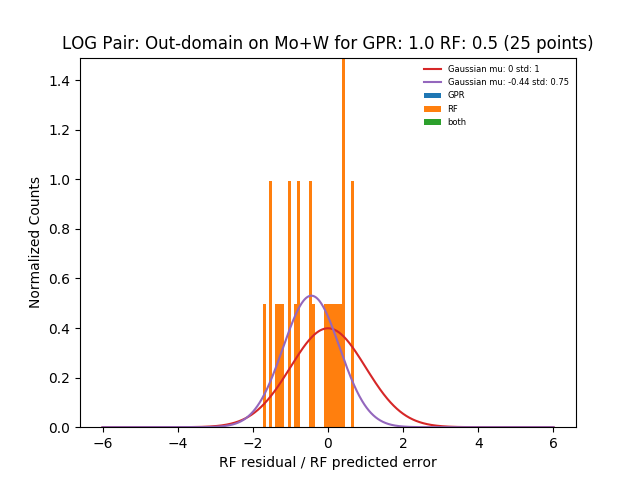 LOG Pair: Out-domain on Mo+W for GPR: 1.0 RF: 0.5 (25 points)
Gaussian mu: 0 std: 1
Gaussian mu: -0.44 std: 0.75
GPR
RF
both
Normalized Counts
1.4
1.2
1.0
0.8
0.6
0.4
0.2
0.0
−6 −4 −2 0 2 4 6
RF residual / RF predicted error